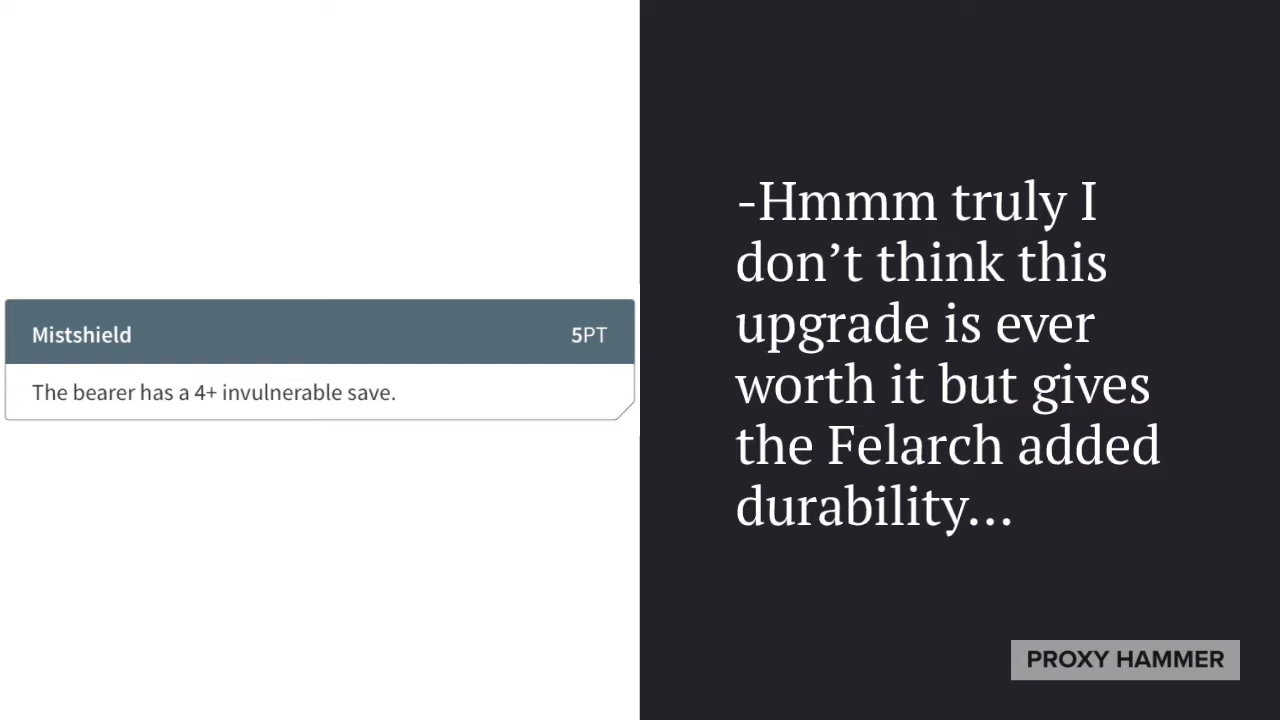 Mistshield 5PT
The bearer has a 4+ invulnerable save.
-Hmmm truly I
don’t think this
upgrade is ever
worth it but gives
the Felarch added
durability...
PROXY HAMMER